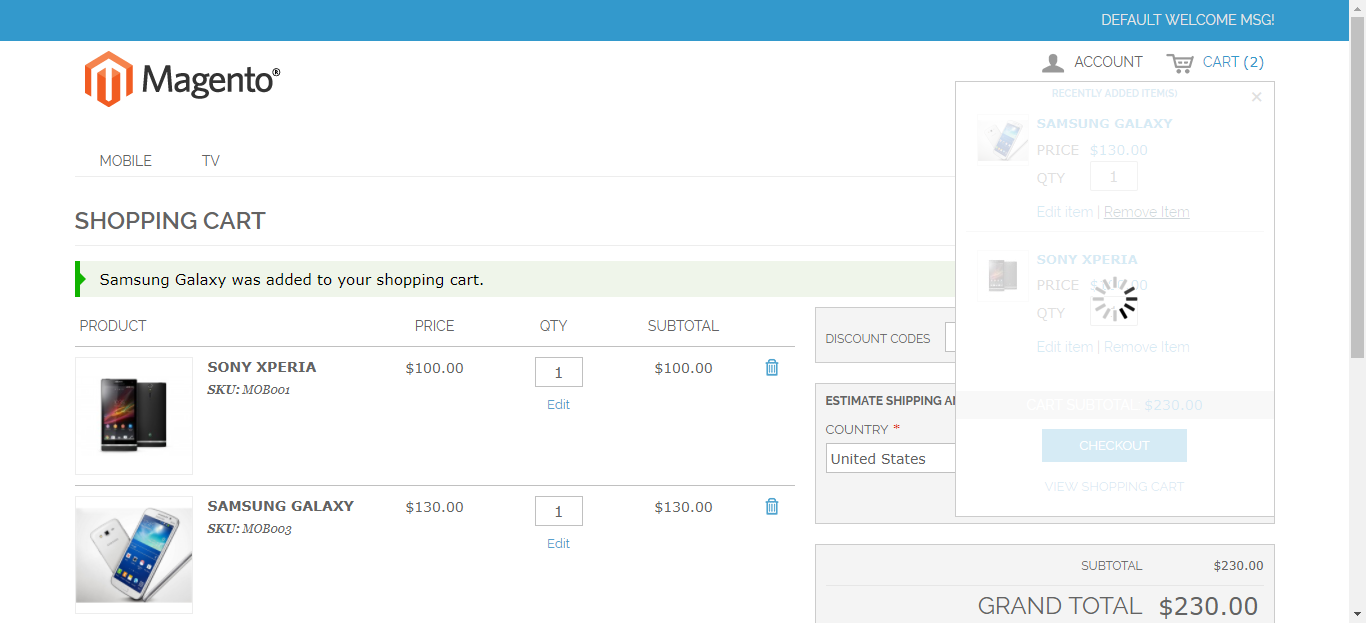 DEFAULT WELCOME MSG!
Magento®
ACCOUNT
CART (2)
MOBILE
TV
RECENTLY ADDED ITEM(S)
×
SAMSUNG GALAXY
PRICE $130.00
QTY 1
Edit item | Remove Item
SONY XPERIA
PRICE
QTY
Edit item | Remove Item
CART SUBTOTAL: $230.00
CHECKOUT
VIEW SHOPPING CART
SHOPPING CART
Samsung Galaxy was added to your shopping cart.
PRODUCT PRICE QTY SUBTOTAL
SONY XPERIA $100.00 1 $100.00
SKU: MOB001
Edit
SAMSUNG GALAXY $130.00 1 $130.00
SKU: MOB003
Edit
DISCOUNT CODES
ESTIMATE SHIPPING
COUNTRY *
United States
SUBTOTAL $230.00
GRAND TOTAL $230.00